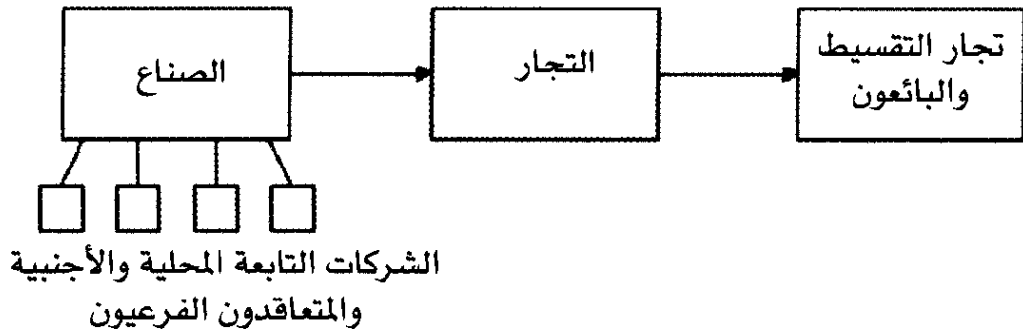 الصناع
التجار
تجار التقسيط
والبائعون
الشركات التابعة المحلية والأجنبية
والمتعاقدون الفرعيون